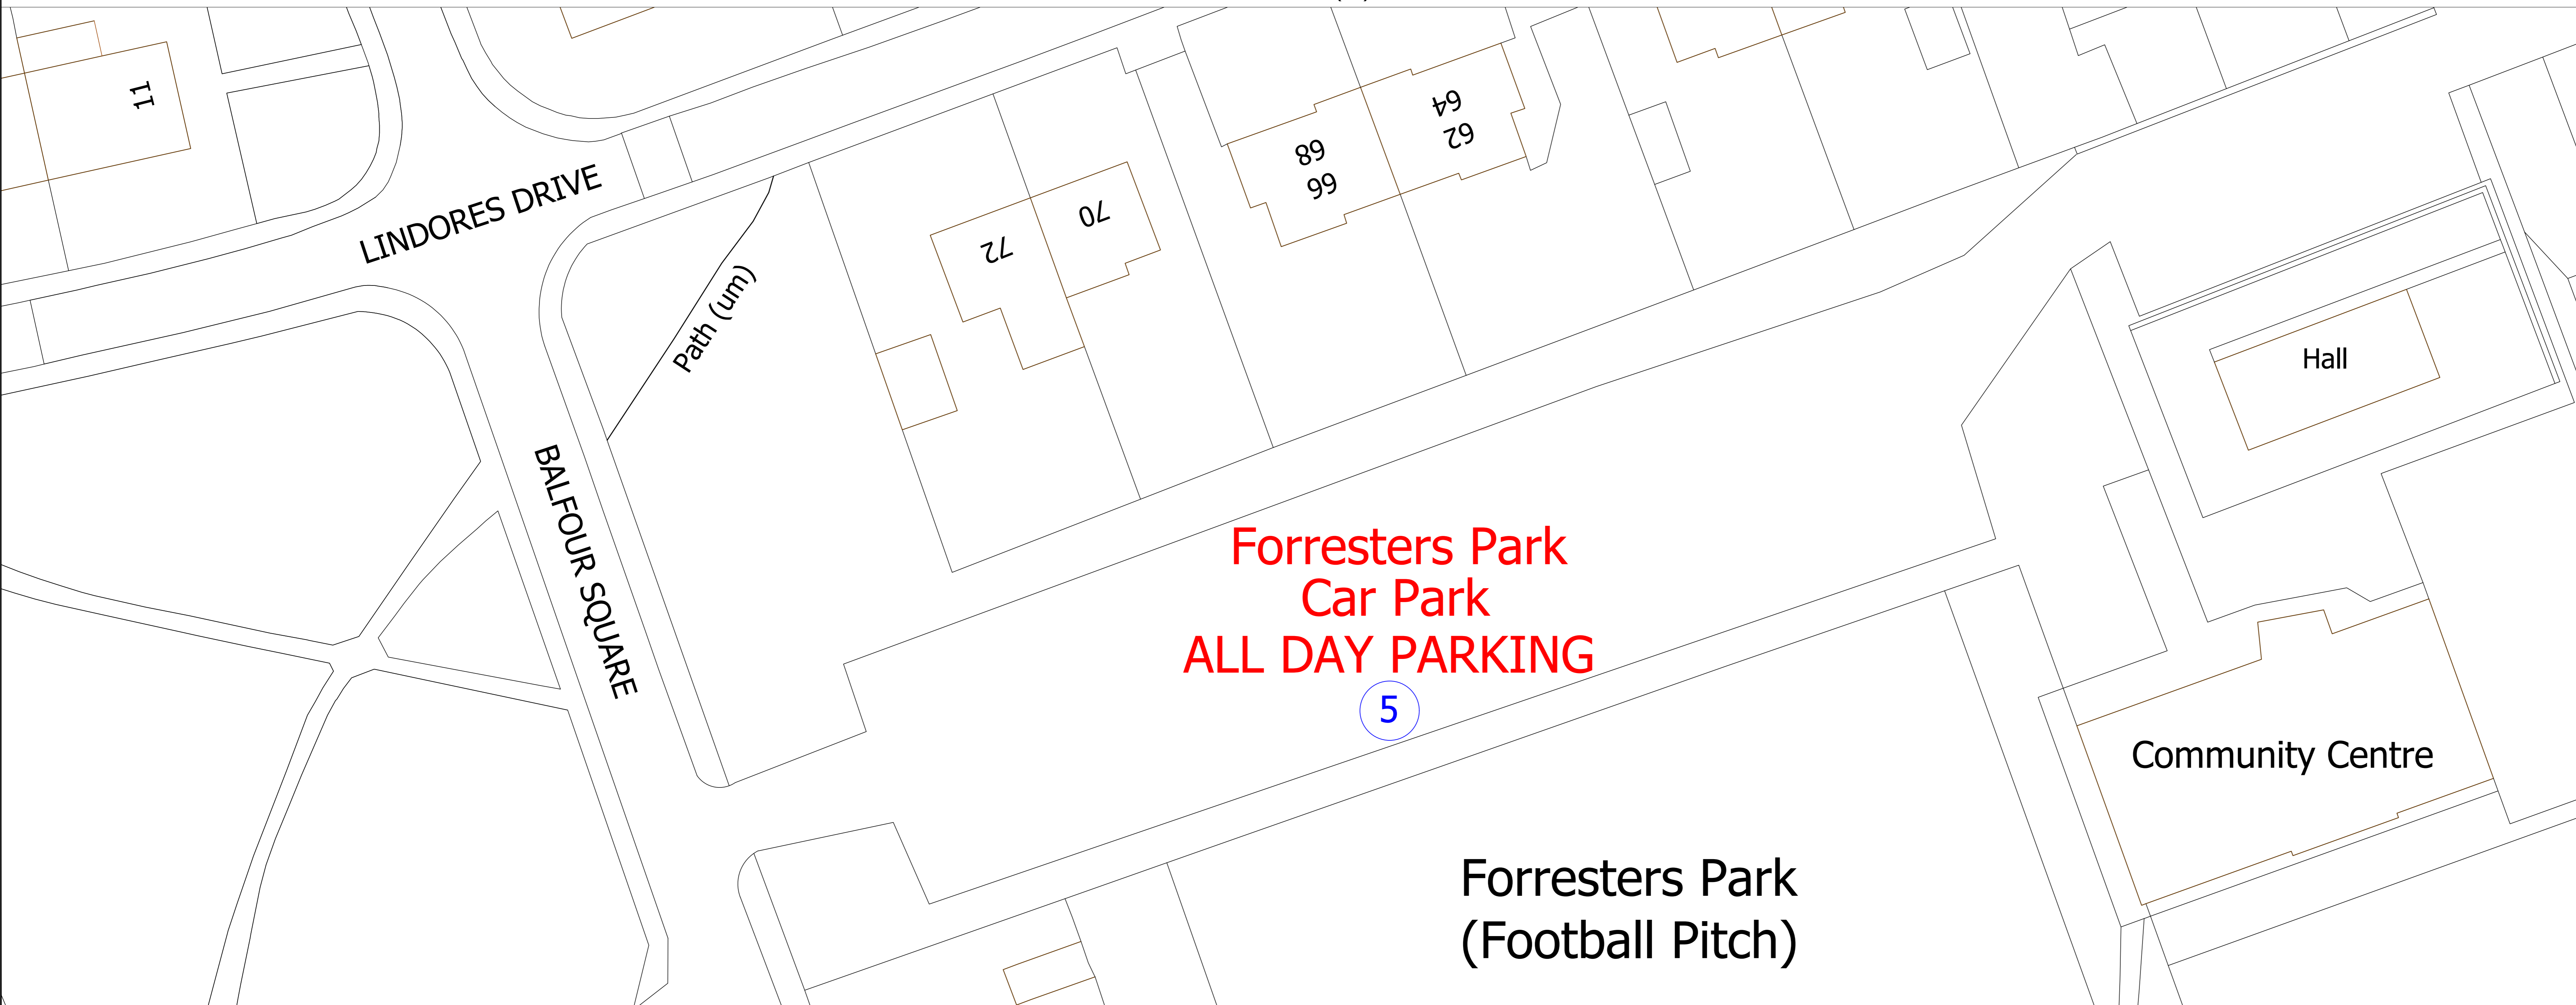 11
LINDORES DRIVE
Path (um)
BALFOUR SQUARE
72
70
68
66
64
62
Hall
Forresters Park
Car Park
ALL DAY PARKING
5
Community Centre
Forresters Park
(Football Pitch)